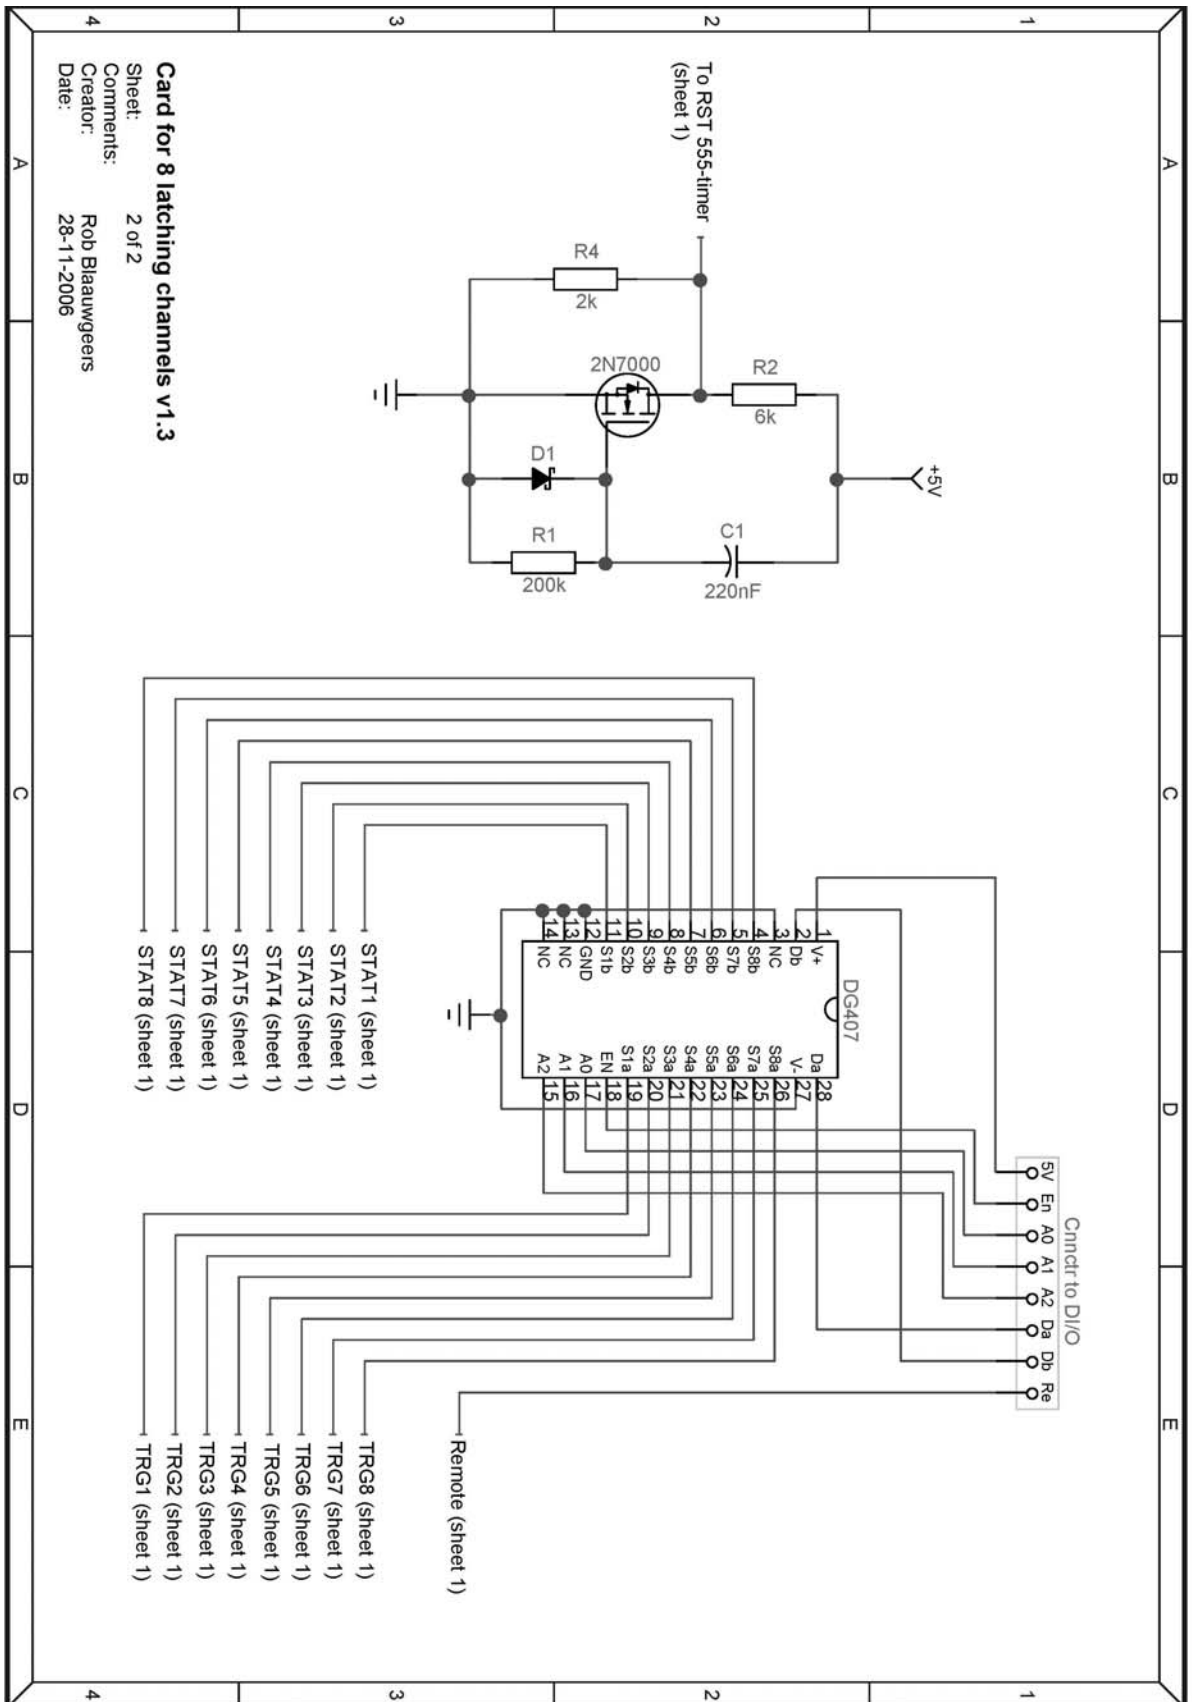 Card for 8 latching channels v1.3
Sheet: 2 of 2
Comments:
Creator: Rob Blaauwgeers
Date: 28-11-2006
A
B
C
D
E
A
B
C
D
E
1
2
3
4
1
2
3
4
To RST 555-timer
(sheet 1)
+5V
R2
6k
C1
220nF
R4
2k
2N7000
D1
R1
200k
DG407
1 V+
2 Db
3 NC
4 S8b
5 S7b
6 S6b
7 S5b
8 S4b
9 S3b
10 S2b
11 S1b
12 GND
13 NC
14 NC
Da 28
V- 27
S8a 26
S7a 25
S6a 24
S5a 23
S4a 22
S3a 21
S2a 20
S1a 19
EN 18
A0 17
A1 16
A2 15
Cnnctr to DI/O
5V
En
A0
A1
A2
Da
Db
Re
STAT1 (sheet 1)
STAT2 (sheet 1)
STAT3 (sheet 1)
STAT4 (sheet 1)
STAT5 (sheet 1)
STAT6 (sheet 1)
STAT7 (sheet 1)
STAT8 (sheet 1)
Remote (sheet 1)
TRG8 (sheet 1)
TRG7 (sheet 1)
TRG6 (sheet 1)
TRG5 (sheet 1)
TRG4 (sheet 1)
TRG3 (sheet 1)
TRG2 (sheet 1)
TRG1 (sheet 1)